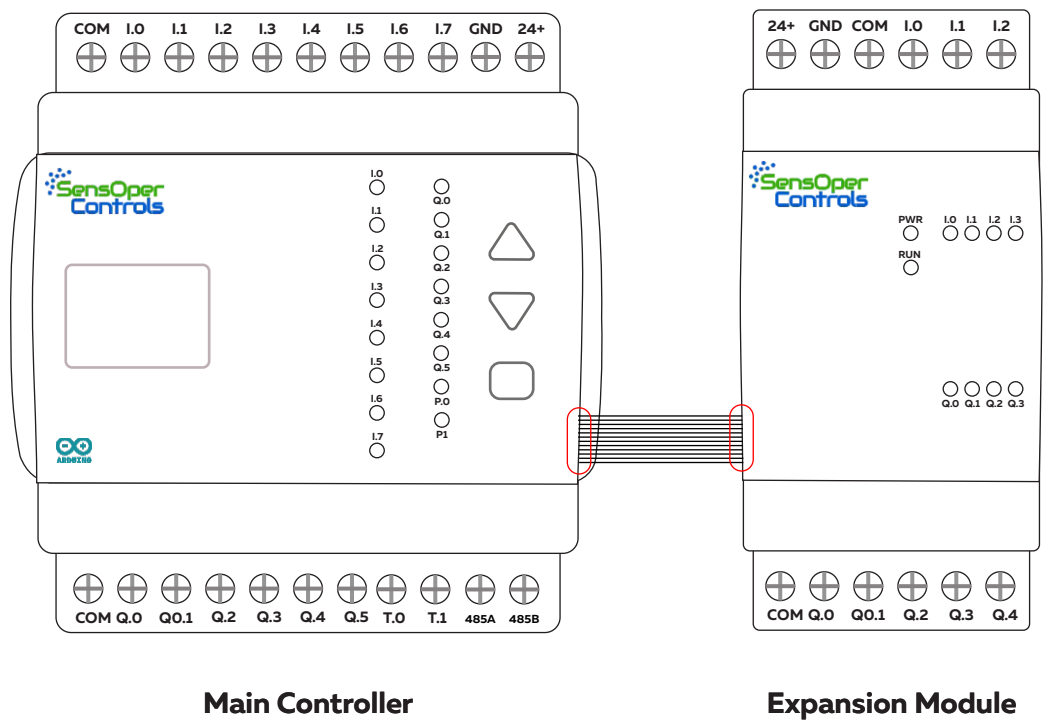 COM I.0 I.1 I.2 I.3 I.4 I.5 I.6 I.7 GND 24+
SensOper
Controls
I.0
I.1
I.2
I.3
I.4
I.5
I.6
I.7
Q.0
Q.1
Q.2
Q.3
Q.4
Q.5
P.0
P1
ARDUINO
COM Q.0 Q0.1 Q.2 Q.3 Q.4 Q.5 T.0 T.1 485A 485B
Main Controller
24+ GND COM I.0 I.1 I.2
SensOper
Controls
PWR I.0 I.1 I.2 I.3
RUN
Q.0 Q.1 Q.2 Q.3
COM Q.0 Q0.1 Q.2 Q.3 Q.4
Expansion Module